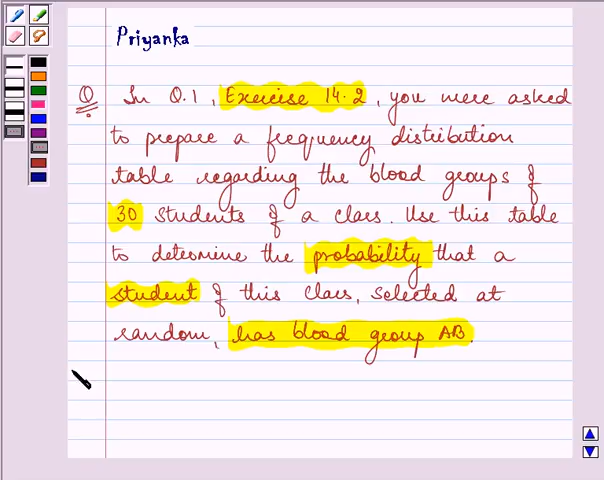 Priyanka
Q In Q.1, Exercise 14.2, you were asked
to prepare a frequency distribution
table regarding the blood groups of
30 students of a class. Use this table
to determine the probability that a
student of this class, selected at
random, has blood group AB.